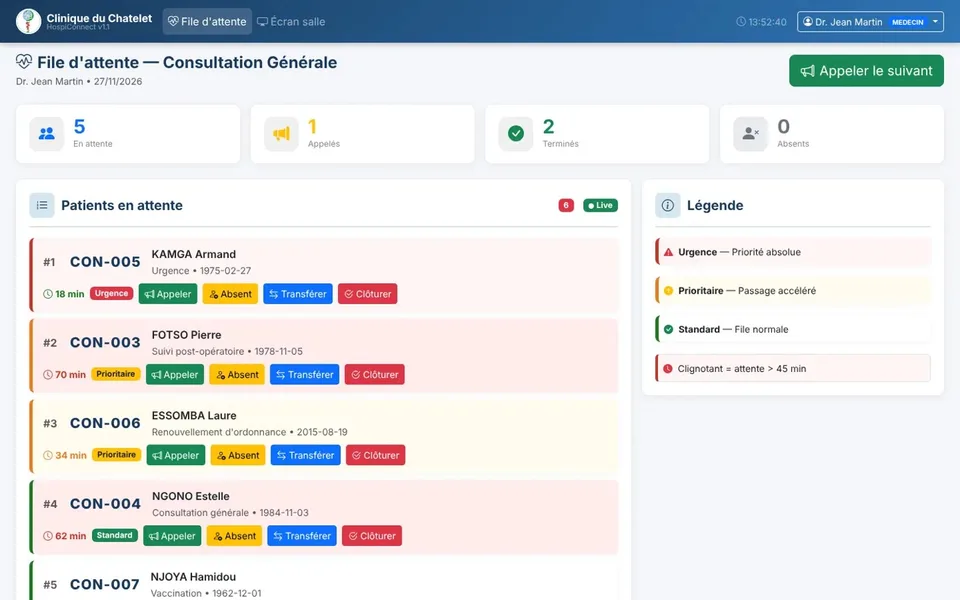 Clinique du Chatelet
HospiConnect v1.1
File d'attente
Écran salle
13:52:40
Dr. Jean Martin MEDECIN
File d'attente — Consultation Générale
Dr. Jean Martin • 27/11/2026
Appeler le suivant
5
En attente
1
Appelés
2
Terminés
0
Absents
Patients en attente
6
Live
#1 CON-005
KAMGA Armand
Urgence • 1975-02-27
18 min Urgence Appeler Absent Transférer Clôturer
#2 CON-003
FOTSO Pierre
Suivi post-opératoire • 1978-11-05
70 min Prioritaire Appeler Absent Transférer Clôturer
#3 CON-006
ESSOMBA Laure
Renouvellement d'ordonnance • 2015-08-19
34 min Prioritaire Appeler Absent Transférer Clôturer
#4 CON-004
NGONO Estelle
Consultation générale • 1984-11-03
62 min Standard Appeler Absent Transférer Clôturer
#5 CON-007
NJOYA Hamidou
Vaccination • 1962-12-01
Légende
Urgence — Priorité absolue
Prioritaire — Passage accéléré
Standard — File normale
Clignotant = attente > 45 min